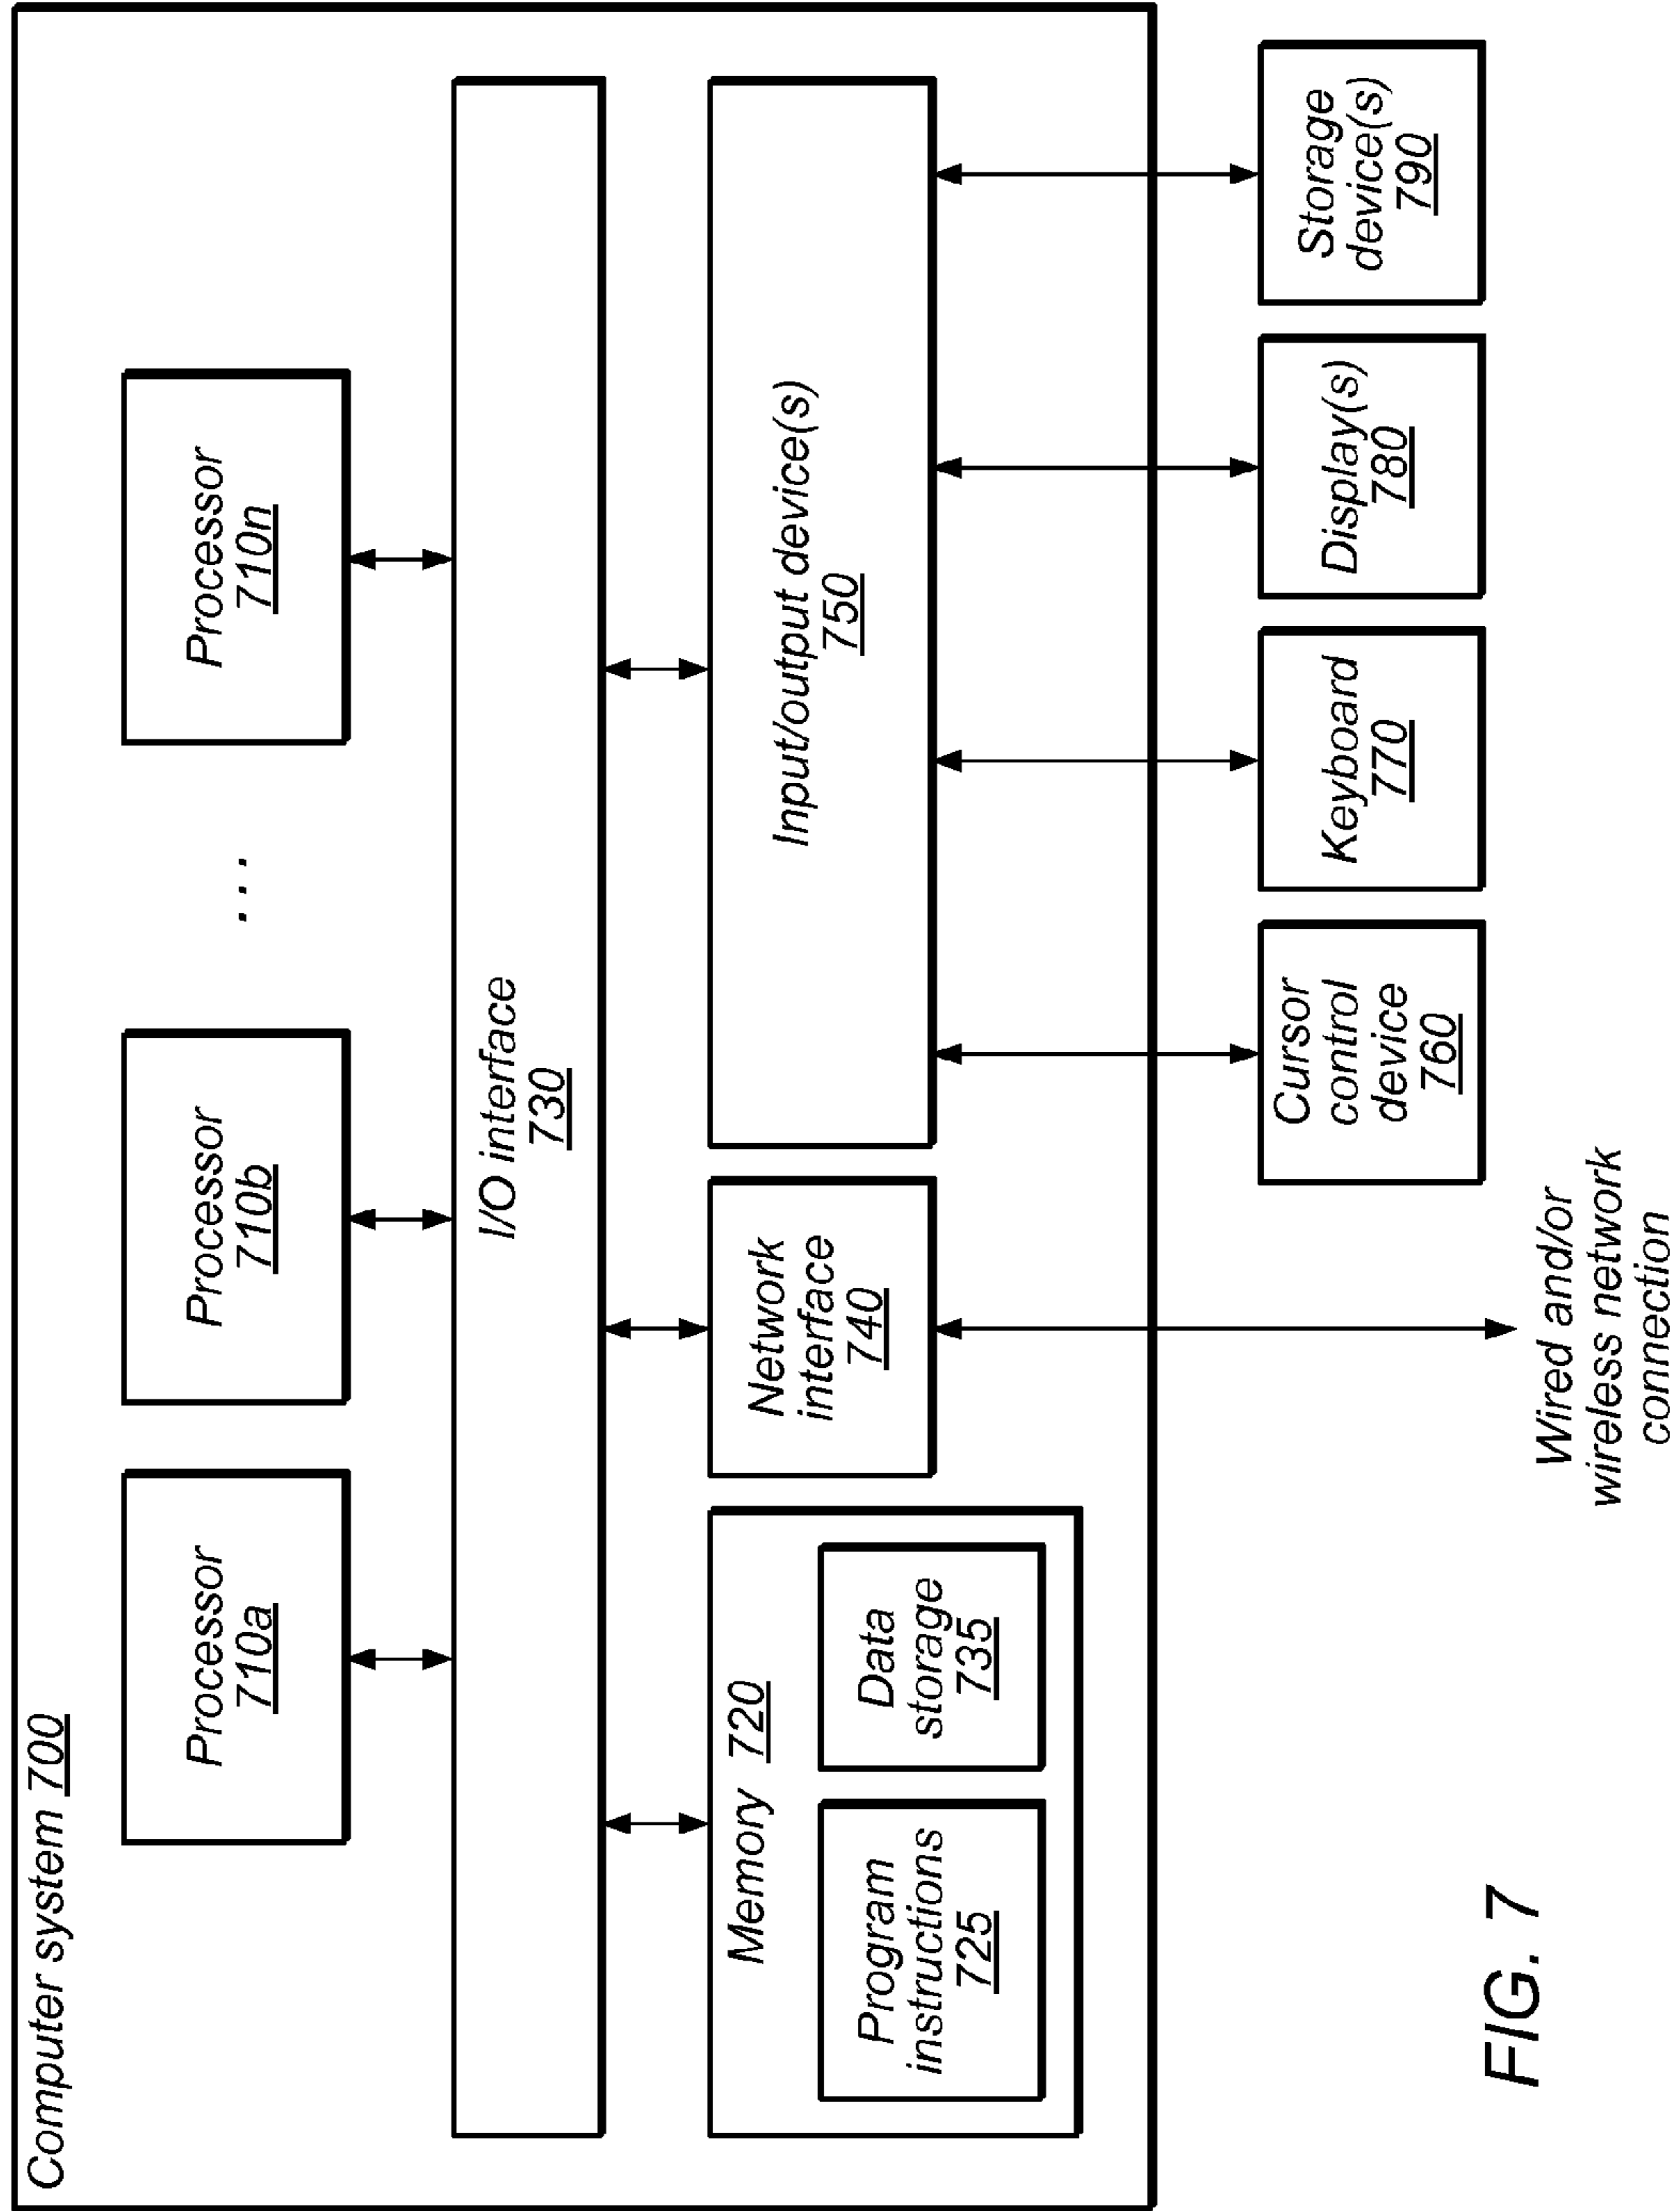 Computer system 700
Processor
710a
Processor
710b
...
Processor
710n
I/O interface
730
Memory 720
Program
instructions
725
Data
storage
735
Network
interface
740
Input/output device(s)
750
Cursor
control
device
760
Keyboard
770
Display(s)
780
Storage
device(s)
790
Wired and/or
wireless network
connection
FIG. 7